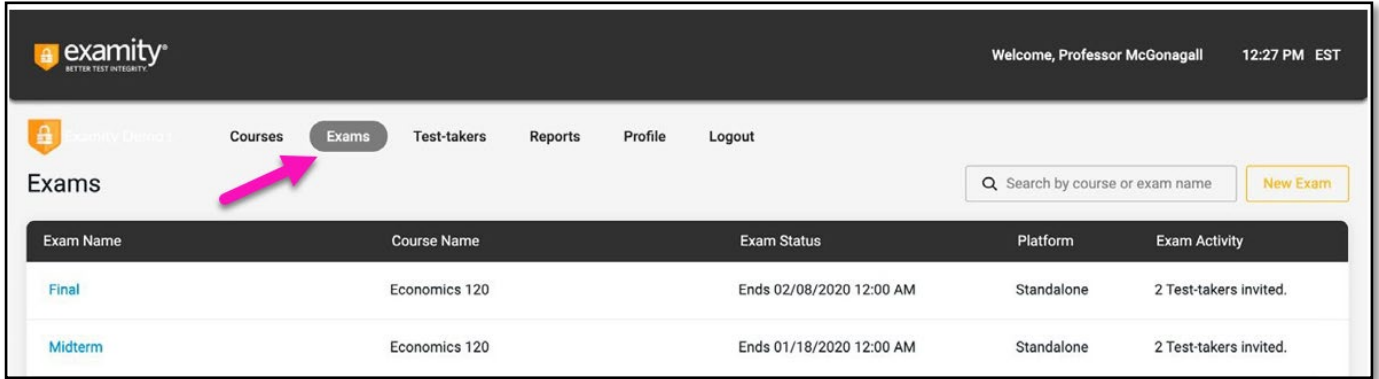 examity®
BETTER TEST INTEGRITY.
Welcome, Professor McGonagall 12:27 PM EST
Examity Demo Courses Exams Test-takers Reports Profile Logout
Exams
Search by course or exam name New Exam
Exam Name Course Name Exam Status Platform Exam Activity
Final Economics 120 Ends 02/08/2020 12:00 AM Standalone 2 Test-takers invited.
Midterm Economics 120 Ends 01/18/2020 12:00 AM Standalone 2 Test-takers invited.